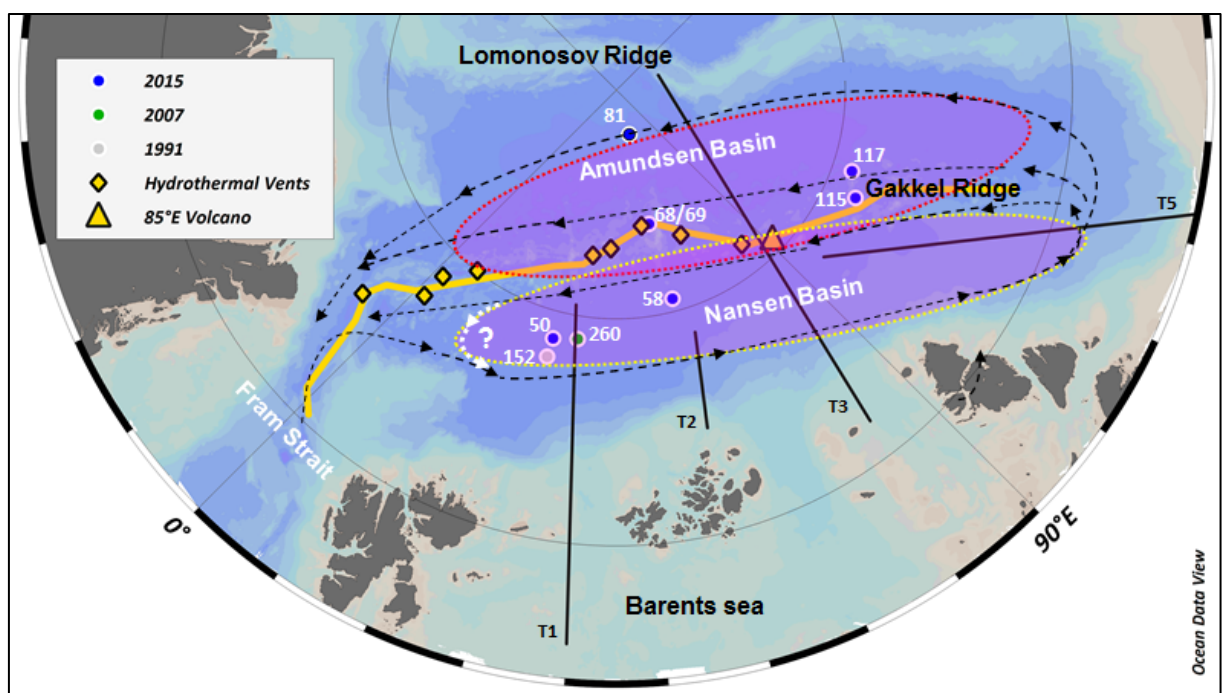 2015
2007
1991
Hydrothermal Vents
85°E Volcano
Lomonosov Ridge
81
Amundsen Basin
117
115
Gakkel Ridge
T5
68/69
58
Nansen Basin
50
260
152
?
T2
T3
Fram Strait
0°
90°E
Barents sea
T1
Ocean Data View